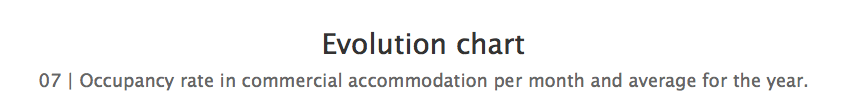 Evolution chart
07 | Occupancy rate in commercial accommodation per month and average for the year.